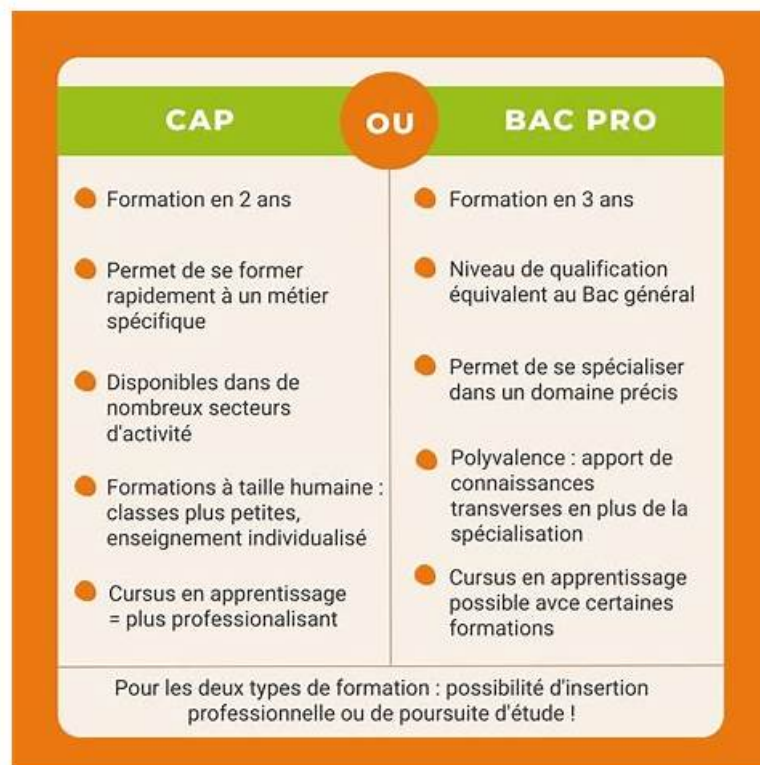 CAP
OU
BAC PRO
Formation en 2 ans
Permet de se former
rapidement à un métier
spécifique
Disponibles dans de
nombreux secteurs
d'activité
Formations à taille humaine :
classes plus petites,
enseignement individualisé
Cursus en apprentissage
= plus professionalisant
Formation en 3 ans
Niveau de qualification
équivalent au Bac général
Permet de se spécialiser
dans un domaine précis
Polyvalence : apport de
connaissances
transverses en plus de la
spécialisation
Cursus en apprentissage
possible avce certaines
formations
Pour les deux types de formation : possibilité d'insertion
professionnelle ou de poursuite d'étude !